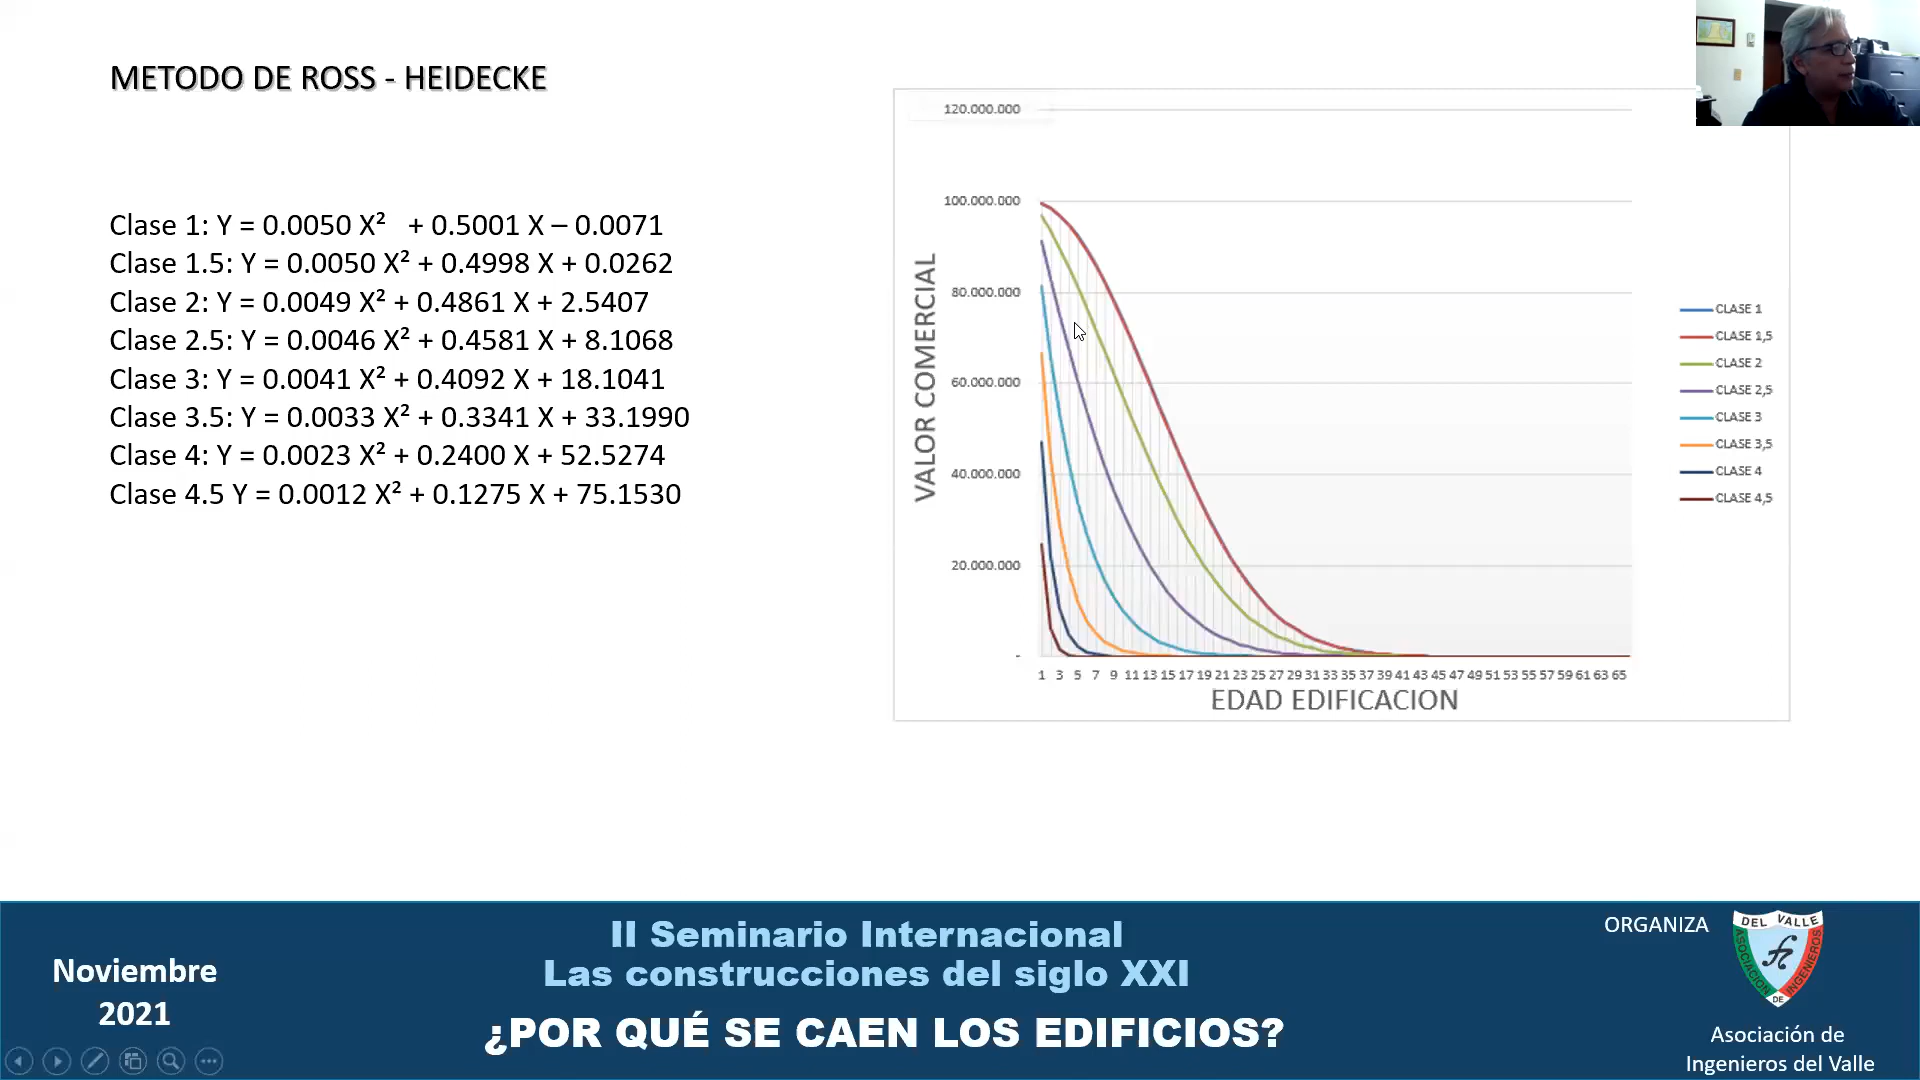 METODO DE ROSS - HEIDECKE
Clase 1: Y = 0.0050 X² + 0.5001 X – 0.0071
Clase 1.5: Y = 0.0050 X² + 0.4998 X + 0.0262
Clase 2: Y = 0.0049 X² + 0.4861 X + 2.5407
Clase 2.5: Y = 0.0046 X² + 0.4581 X + 8.1068
Clase 3: Y = 0.0041 X² + 0.4092 X + 18.1041
Clase 3.5: Y = 0.0033 X² + 0.3341 X + 33.1990
Clase 4: Y = 0.0023 X² + 0.2400 X + 52.5274
Clase 4.5 Y = 0.0012 X² + 0.1275 X + 75.1530
VALOR COMERCIAL
120.000.000
100.000.000
80.000.000
60.000.000
40.000.000
20.000.000
-
1 3 5 7 9 11 13 15 17 19 21 23 25 27 29 31 33 35 37 39 41 43 45 47 49 51 53 55 57 59 61 63 65
EDAD EDIFICACION
CLASE 1
CLASE 1,5
CLASE 2
CLASE 2,5
CLASE 3
CLASE 3,5
CLASE 4
CLASE 4,5
Noviembre
2021
II Seminario Internacional
Las construcciones del siglo XXI
¿POR QUÉ SE CAEN LOS EDIFICIOS?
ORGANIZA
DEL VALLE
ASOCIACIÓN
DE
INGENIEROS
Asociación de
Ingenieros del Valle